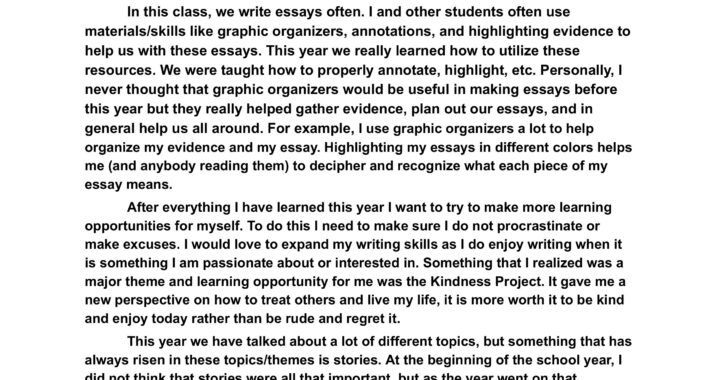 In this class, we write essays often. I and other students often use
materials/skills like graphic organizers, annotations, and highlighting evidence to
help us with these essays. This year we really learned how to utilize these
resources. We were taught how to properly annotate, highlight, etc. Personally, I
never thought that graphic organizers would be useful in making essays before
this year but they really helped gather evidence, plan out our essays, and in
general help us all around. For example, I use graphic organizers a lot to help
organize my evidence and my essay. Highlighting my essays in different colors helps
me (and anybody reading them) to decipher and recognize what each piece of my
essay means.
After everything I have learned this year I want to try to make more learning
opportunities for myself. To do this I need to make sure I do not procrastinate or
make excuses. I would love to expand my writing skills as I do enjoy writing when it
is something I am passionate about or interested in. Something that I realized was a
major theme and learning opportunity for me was the Kindness Project. It gave me a
new perspective on how to treat others and live my life, it is more worth it to be kind
and enjoy today rather than be rude and regret it.
This year we have talked about a lot of different topics, but something that has
always risen in these topics/themes is stories. At the beginning of the school year, I
did not think that stories were all that important, but as the year went on that